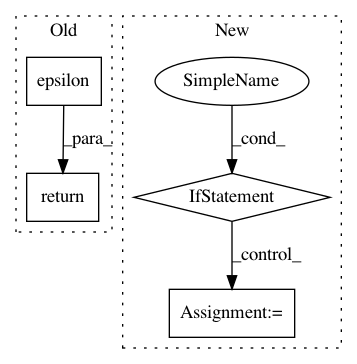 Old
New
epsilon
SimpleName
_para_
_cond_
return
IfStatement
_control_
Assignment:=